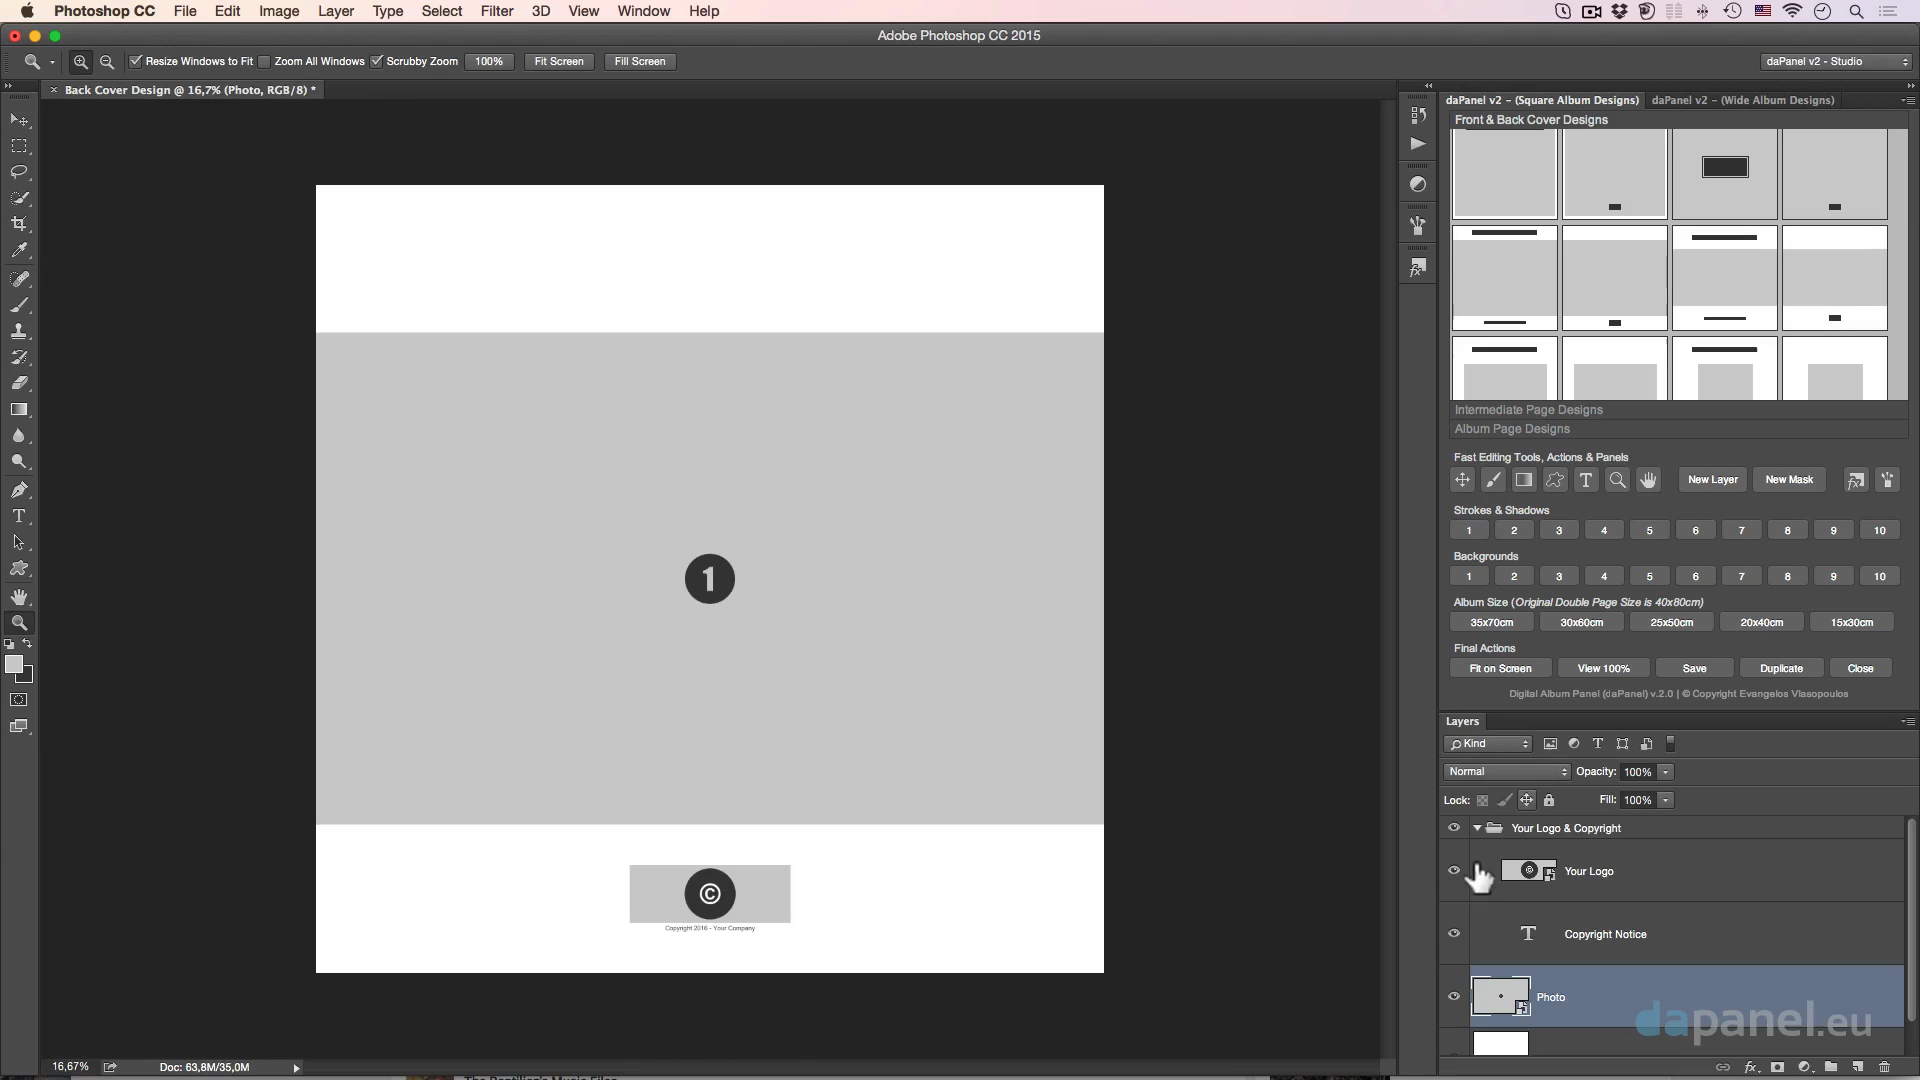 Photoshop CC File Edit Image Layer Type Select Filter 3D View Window Help
Adobe Photoshop CC 2015
Resize Windows to Fit Zoom All Windows Scrubby Zoom 100% Fit Screen Fill Screen daPanel v2 - Studio
Back Cover Design @ 16,7% (Photo, RGB/8) *
daPanel v2 – (Square Album Designs) daPanel v2 – (Wide Album Designs)
Front & Back Cover Designs
Intermediate Page Designs
Album Page Designs
Fast Editing Tools, Actions & Panels
New Layer New Mask
Strokes & Shadows
1 2 3 4 5 6 7 8 9 10
Backgrounds
1 2 3 4 5 6 7 8 9 10
Album Size (Original Double Page Size is 40x80cm)
35x70cm 30x60cm 25x50cm 20x40cm 15x30cm
Final Actions
Fit on Screen View 100% Save Duplicate Close
Digital Album Panel (daPanel) v.2.0 | © Copyright Evangelos Vlasopoulos
1
©
Copyright 2016 - Your Company
Layers
Kind
Normal Opacity: 100%
Lock: Fill: 100%
Your Logo & Copyright
© Your Logo
T Copyright Notice
Photo
dapanel.eu
16,67% Doc: 63,8M/35,0M